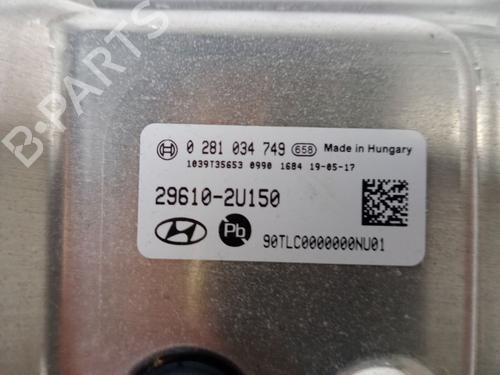 0 281 034 749 658 Made in Hungary
1039T35653 0990 1684 19-05-17
29610-2U150
Pb
90TLC0000000NU01
B-PARTS